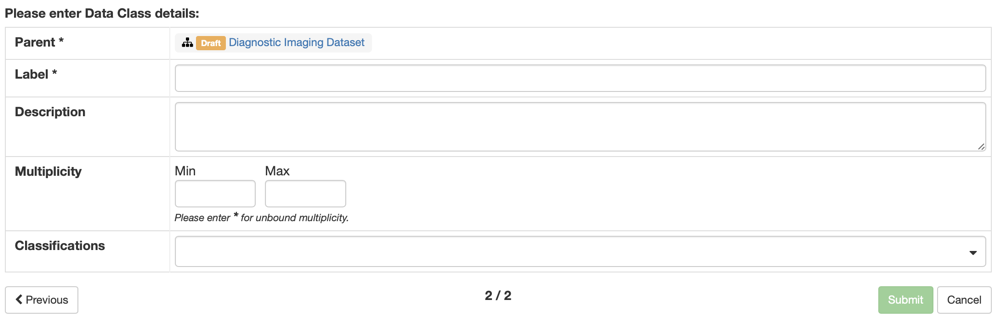 Please enter Data Class details:
Parent * Draft Diagnostic Imaging Dataset
Label *
Description
Multiplicity Min Max
Please enter * for unbound multiplicity.
Classifications
Previous 2 / 2 Submit Cancel